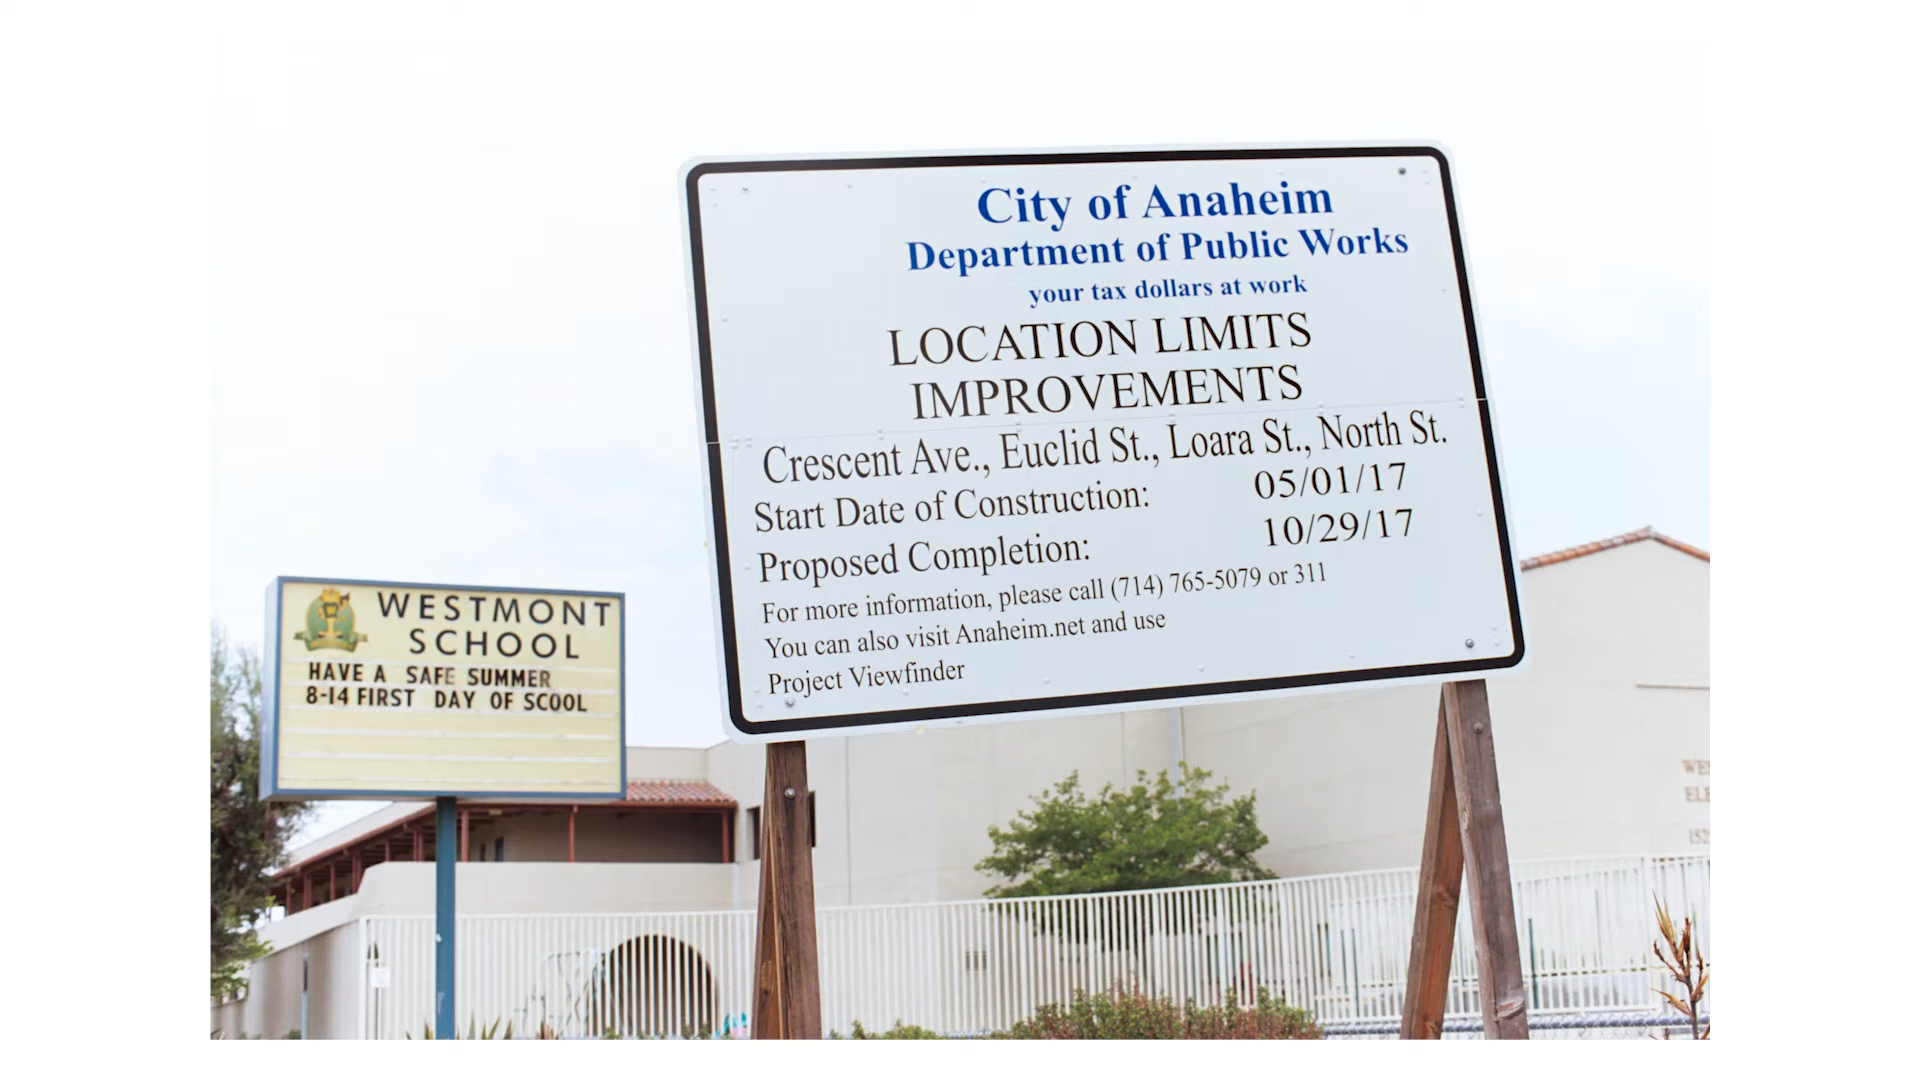 City of Anaheim
Department of Public Works
your tax dollars at work
LOCATION LIMITS
IMPROVEMENTS
Crescent Ave., Euclid St., Loara St., North St.
Start Date of Construction: 05/01/17
Proposed Completion: 10/29/17
For more information, please call (714) 765-5079 or 311
You can also visit Anaheim.net and use
Project Viewfinder
WESTMONT
SCHOOL
HAVE A SAFE SUMMER
8-14 FIRST DAY OF SCOOL